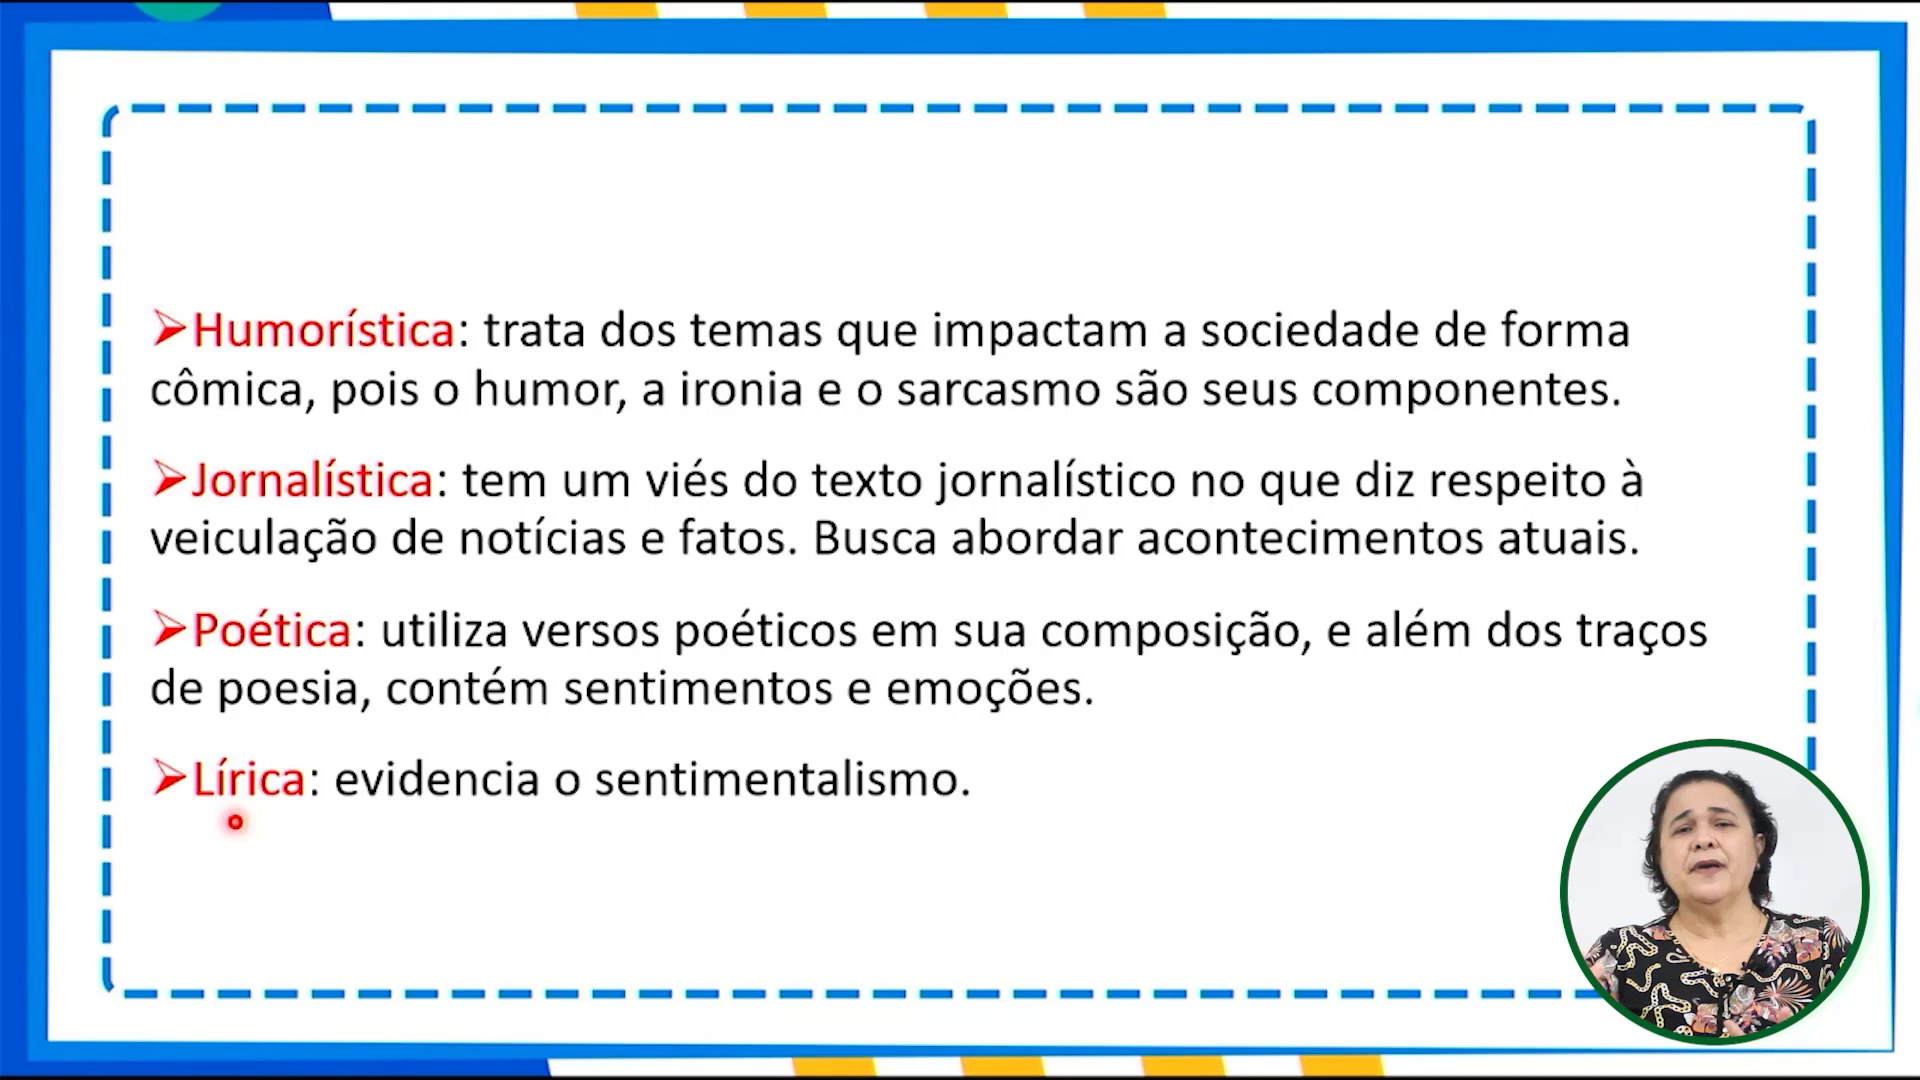 ➢Humorística: trata dos temas que impactam a sociedade de forma
cômica, pois o humor, a ironia e o sarcasmo são seus componentes.
➢Jornalística: tem um viés do texto jornalístico no que diz respeito à
veiculação de notícias e fatos. Busca abordar acontecimentos atuais.
➢Poética: utiliza versos poéticos em sua composição, e além dos traços
de poesia, contém sentimentos e emoções.
➢Lírica: evidencia o sentimentalismo.